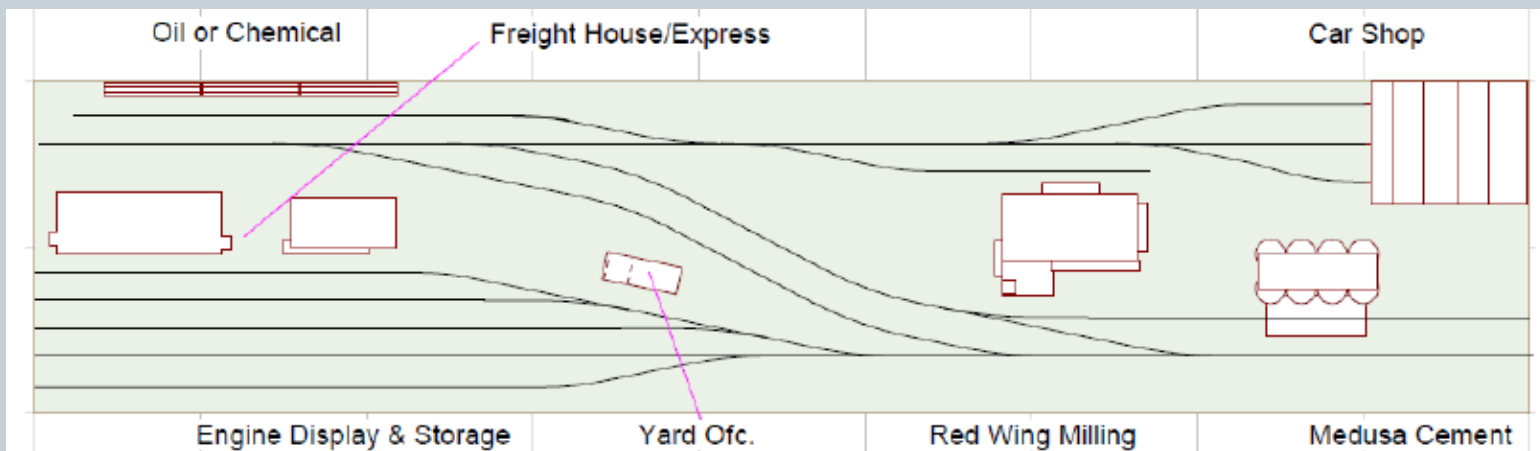 Oil or Chemical
Freight House/Express
Car Shop
Engine Display & Storage
Yard Ofc.
Red Wing Milling
Medusa Cement